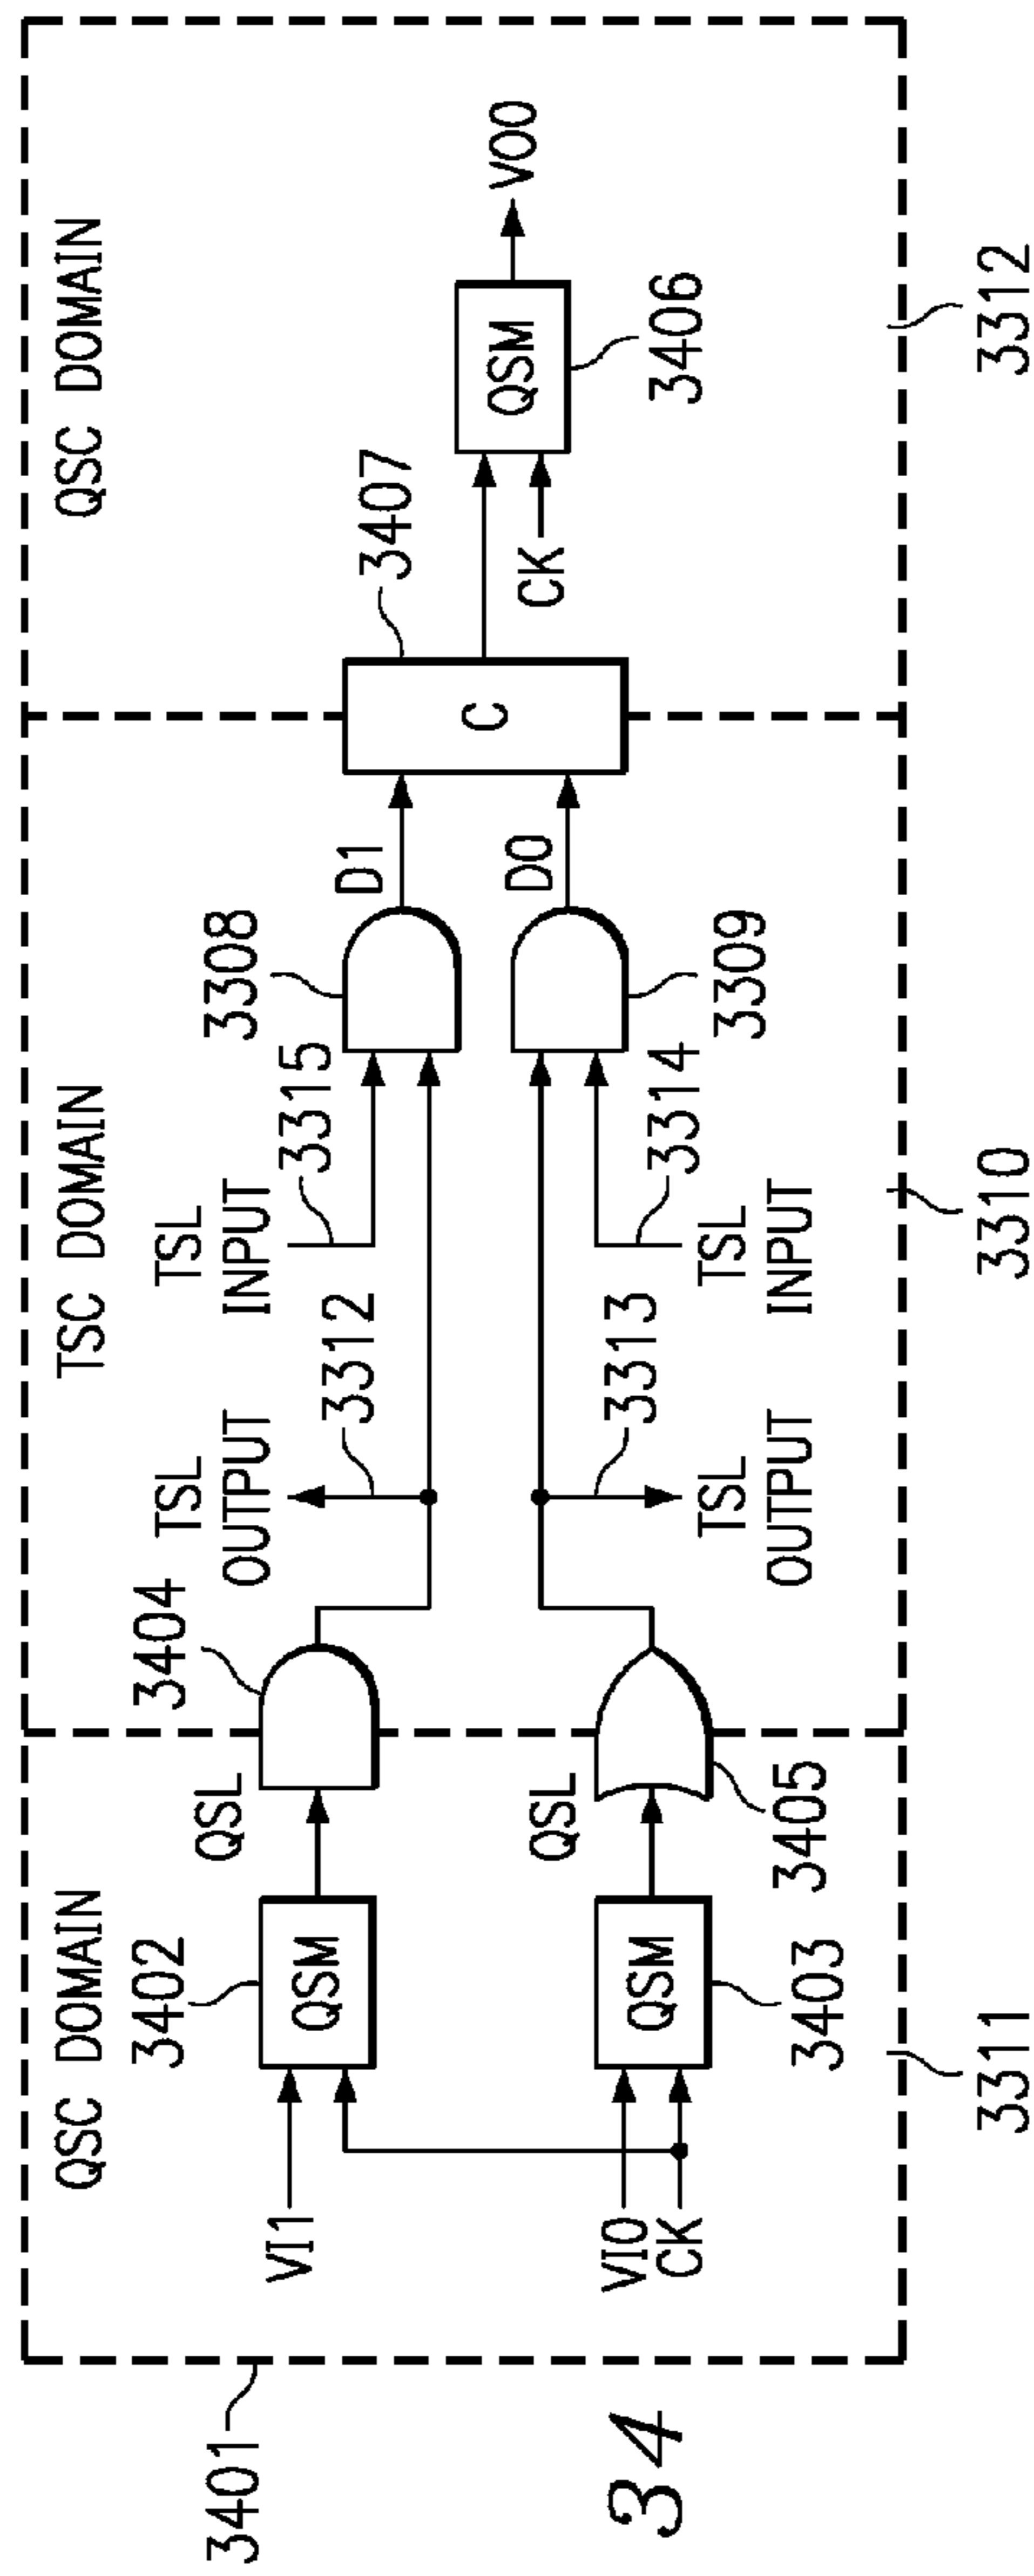 QSC DOMAIN
TSC DOMAIN
QSC DOMAIN
3401
3402
QSL
3404
TSL
OUTPUT
3312
TSL
INPUT
3315
3308
D1
3407
VI1
QSM
C
QSM
VOO
CK
3406
VIO
CK
QSM
QSL
3403
3405
TSL
OUTPUT
3313
TSL
INPUT
3314
3309
D0
3311
3310
3312
34